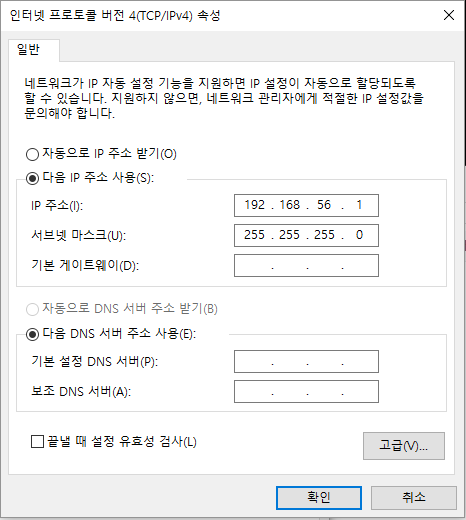 인터넷 프로토콜 버전 4(TCP/IPv4) 속성
일반
네트워크가 IP 자동 설정 기능을 지원하면 IP 설정이 자동으로 할당되도록
할 수 있습니다. 지원하지 않으면, 네트워크 관리자에게 적절한 IP 설정값을
문의해야 합니다.
자동으로 IP 주소 받기(O)
다음 IP 주소 사용(S):
IP 주소(I): 192 . 168 . 56 . 1
서브넷 마스크(U): 255 . 255 . 255 . 0
기본 게이트웨이(D): . . .
자동으로 DNS 서버 주소 받기(B)
다음 DNS 서버 주소 사용(E):
기본 설정 DNS 서버(P): . . .
보조 DNS 서버(A): . . .
끝낼 때 설정 유효성 검사(L)
고급(V)...
확인 취소